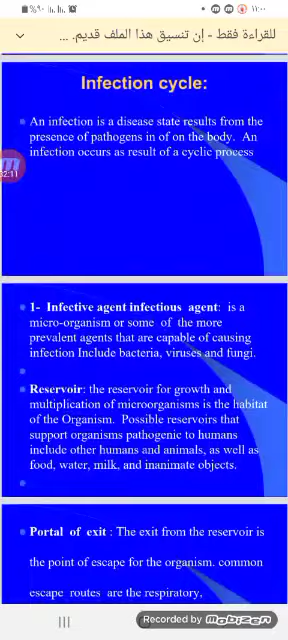 %٩٠
١١:٠٠
للقراءة فقط - إن تنسيق هذا الملف قديم. ...
Infection cycle:
An infection is a disease state results from the
presence of pathogens in of on the body. An
infection occurs as result of a cyclic process
32:11
1- Infective agent infectious agent: is a
micro-organism or some of the more
prevalent agents that are capable of causing
infection Include bacteria, viruses and fungi.
Reservoir: the reservoir for growth and
multiplication of microorganisms is the habitat
of the Organism. Possible reservoirs that
support organisms pathogenic to humans
include other humans and animals, as well as
food, water, milk, and inanimate objects.
Portal of exit : The exit from the reservoir is
the point of escape for the organism. common
escape routes are the respiratory,
Recorded by mobizen